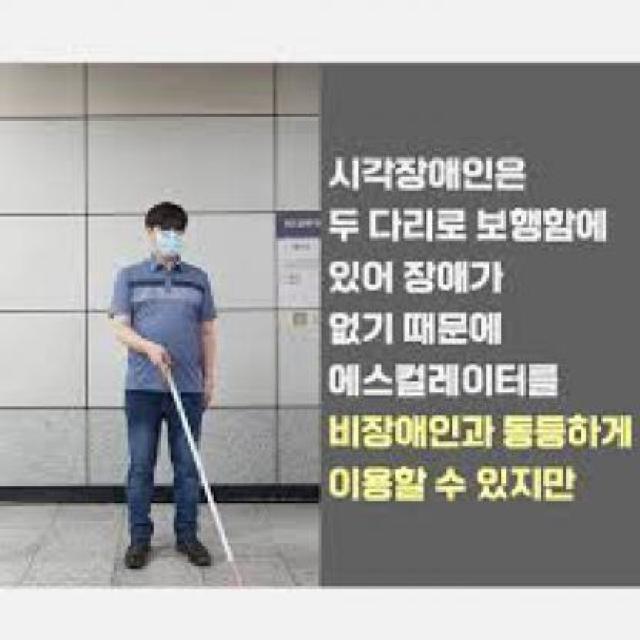 시각장애인은
두 다리로 보행함에
있어 장애가
없기 때문에
에스컬레이터를
비장애인과 동등하게
이용할 수 있지만